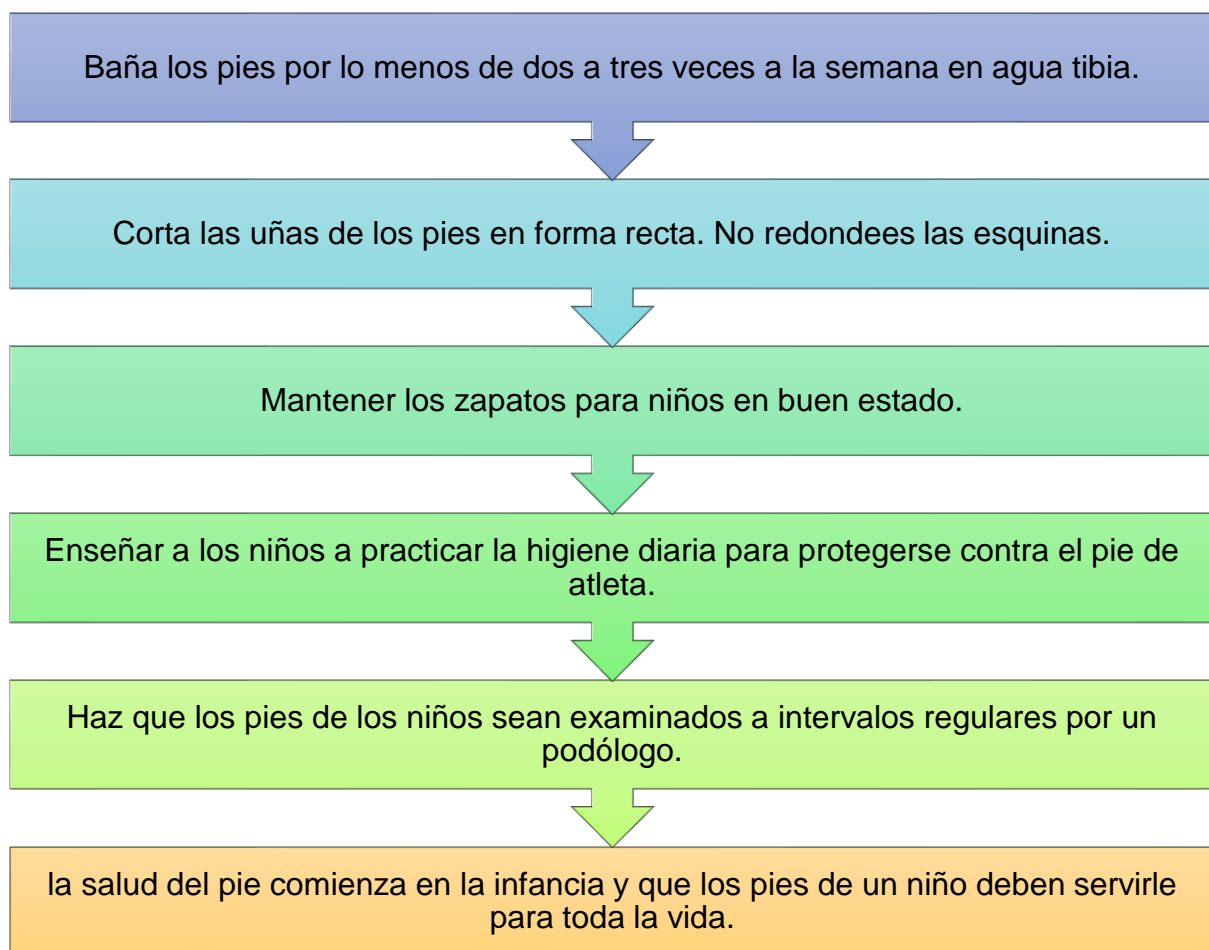 Baña los pies por lo menos de dos a tres veces a la semana en agua tibia.
Corta las uñas de los pies en forma recta. No redondees las esquinas.
Mantener los zapatos para niños en buen estado.
Enseñar a los niños a practicar la higiene diaria para protegerse contra el pie de
atleta.
Haz que los pies de los niños sean examinados a intervalos regulares por un
podólogo.
la salud del pie comienza en la infancia y que los pies de un niño deben servirle
para toda la vida.